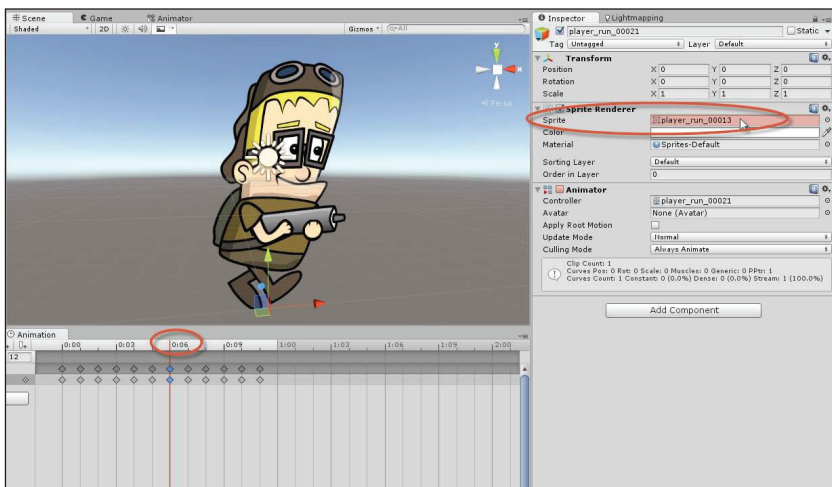 Scene Game Animator
Shaded 2D Gizmos All
Persp
Inspector Lightmapping
player_run_00021 Static
Tag Untagged Layer Default
Transform
Position X 0 Y 0 Z 0
Rotation X 0 Y 0 Z 0
Scale X 1 Y 1 Z 1
Sprite Renderer
Sprite player_run_00013
Color
Material Sprites-Default
Sorting Layer Default
Order in Layer 0
Animator
Controller player_run_00021
Avatar None (Avatar)
Apply Root Motion
Update Mode Normal
Culling Mode Always Animate
Clip Count: 1
Curves Pos: 0 Rot: 0 Scale: 0 Muscles: 0 Generic: 0 PPtr: 1
Curves Count: 1 Constant: 0 (0.0%) Dense: 0 (0.0%) Stream: 1 (100.0%)
Add Component
Animation
0:00 0:03 0:06 0:09 1:00 1:03 1:06 1:09 2:00
12